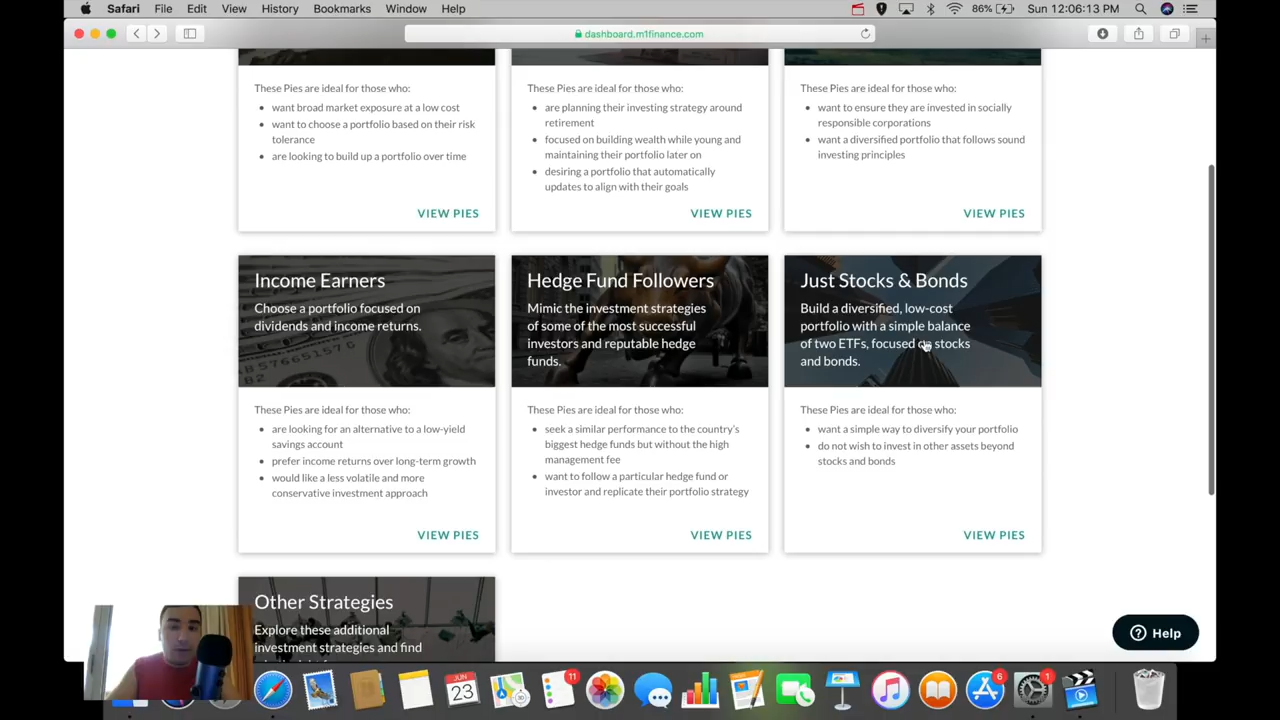 Safari File Edit View History Bookmarks Window Help
86% Sun 12:06:13 PM
dashboard.m1finance.com
These Pies are ideal for those who:
want broad market exposure at a low cost
want to choose a portfolio based on their risk
tolerance
are looking to build up a portfolio over time
VIEW PIES
These Pies are ideal for those who:
are planning their investing strategy around
retirement
focused on building wealth while young and
maintaining their portfolio later on
desiring a portfolio that automatically
updates to align with their goals
VIEW PIES
These Pies are ideal for those who:
want to ensure they are invested in socially
responsible corporations
want a diversified portfolio that follows sound
investing principles
VIEW PIES
Income Earners
Choose a portfolio focused on
dividends and income returns.
These Pies are ideal for those who:
are looking for an alternative to a low-yield
savings account
prefer income returns over long-term growth
would like a less volatile and more
conservative investment approach
VIEW PIES
Hedge Fund Followers
Mimic the investment strategies
of some of the most successful
investors and reputable hedge
funds.
These Pies are ideal for those who:
seek a similar performance to the country's
biggest hedge funds but without the high
management fee
want to follow a particular hedge fund or
investor and replicate their portfolio strategy
VIEW PIES
Just Stocks & Bonds
Build a diversified, low-cost
portfolio with a simple balance
of two ETFs, focused on stocks
and bonds.
These Pies are ideal for those who:
want a simple way to diversify your portfolio
do not wish to invest in other assets beyond
stocks and bonds
VIEW PIES
Other Strategies
Explore these additional
investment strategies and find
Help
JUN
23
11
6
1